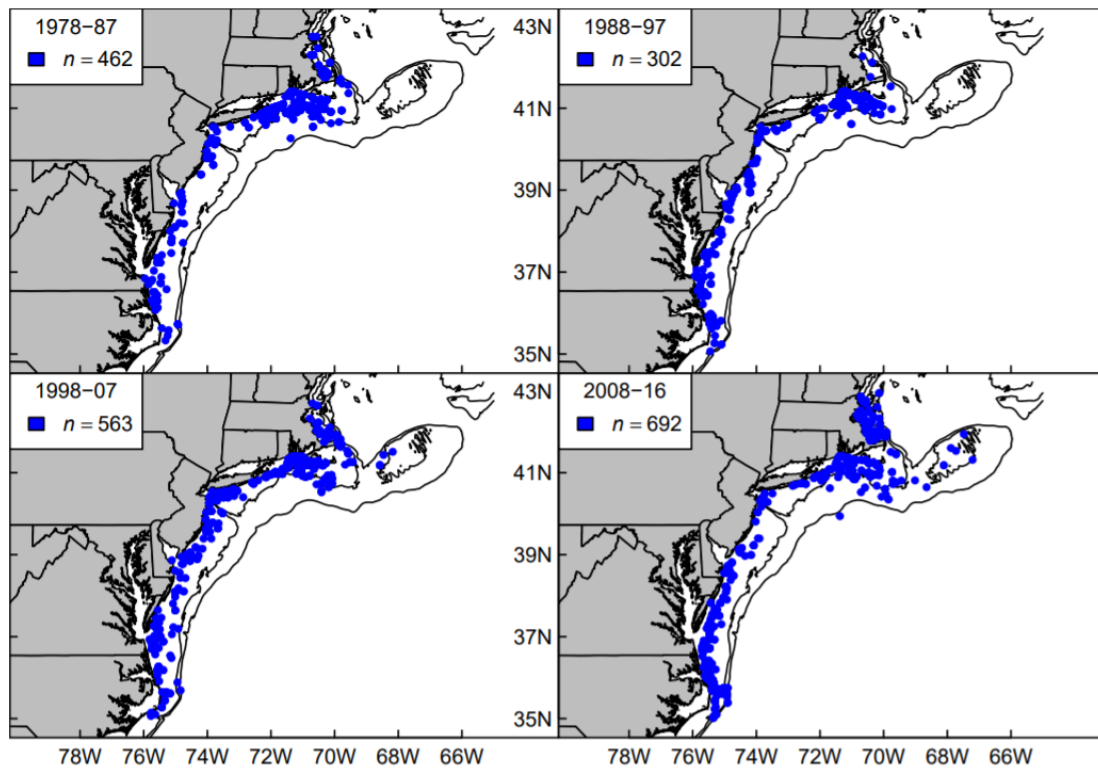 1978−87
n = 462
1988−97
n = 302
43N
41N
39N
37N
35N
1998−07
n = 563
2008−16
n = 692
43N
41N
39N
37N
35N
78W 76W 74W 72W 70W 68W 66W
78W 76W 74W 72W 70W 68W 66W